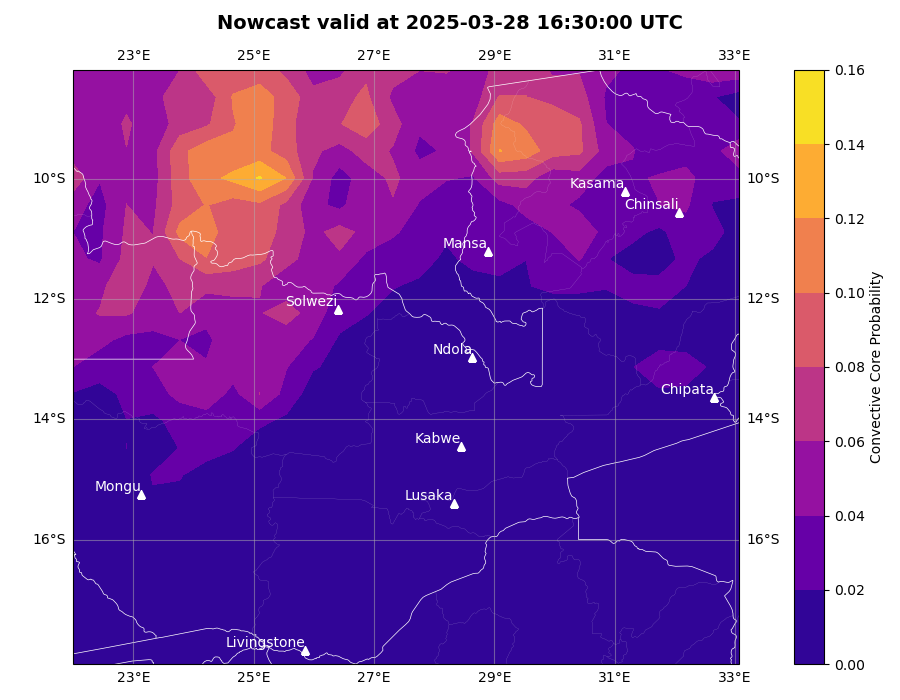 Nowcast valid at 2025-03-28 16:30:00 UTC
23°E 25°E 27°E 29°E 31°E 33°E
0.16
0.14
10°S Kasama 10°S
Chinsali
0.12
Mansa
12°S Solwezi 12°S
0.10
Ndola
0.08
Chipata
14°S 14°S
Kabwe
0.06
Mongu Lusaka
0.04
16°S 16°S
0.02
Livingstone
0.00
23°E 25°E 27°E 29°E 31°E 33°E
Convective Core Probability